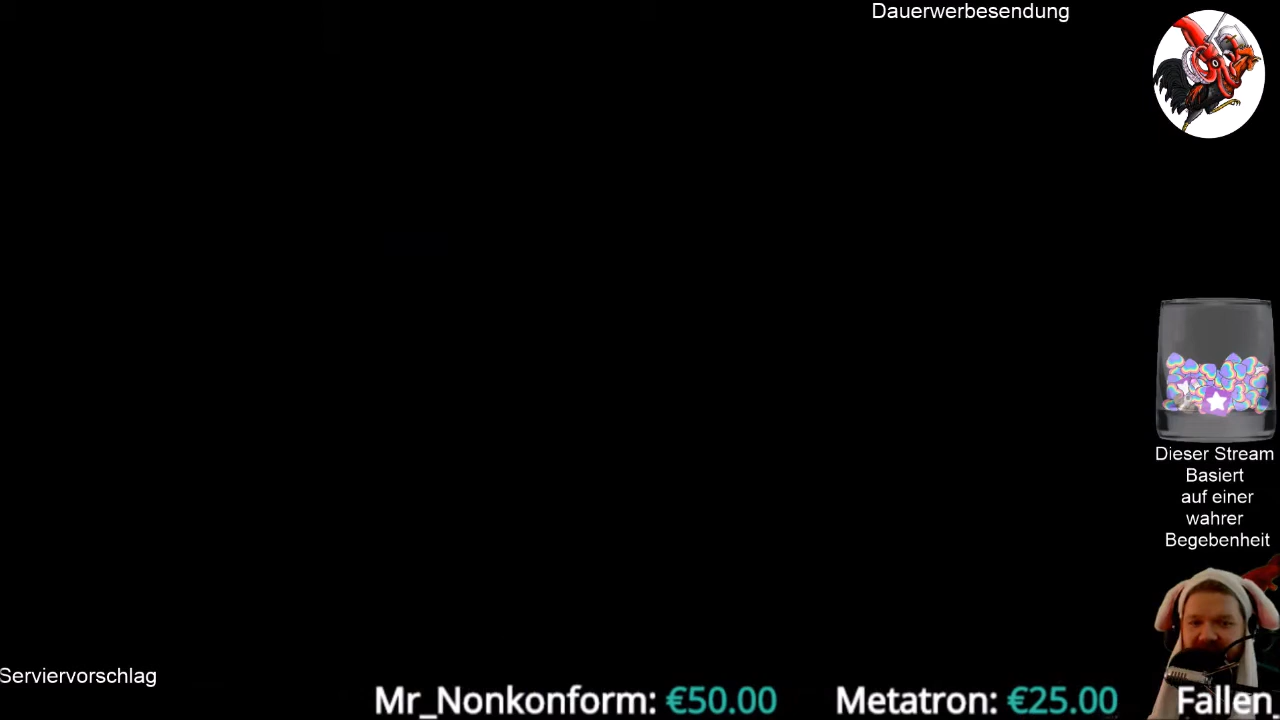 Dauerwerbesendung
Dieser Stream
Basiert
auf einer
wahrer
Begebenheit
Serviervorschlag
Mr_Nonkonform: €50.00 Metatron: €25.00 Fallen